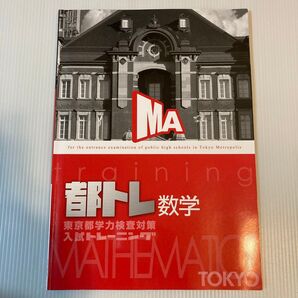 MA
for the entrance examination of public high schools in Tokyo Metropolis
training
都トレ 数学
東京都学力検査対策
入試トレーニング
MATHEMATICS
TOKYO